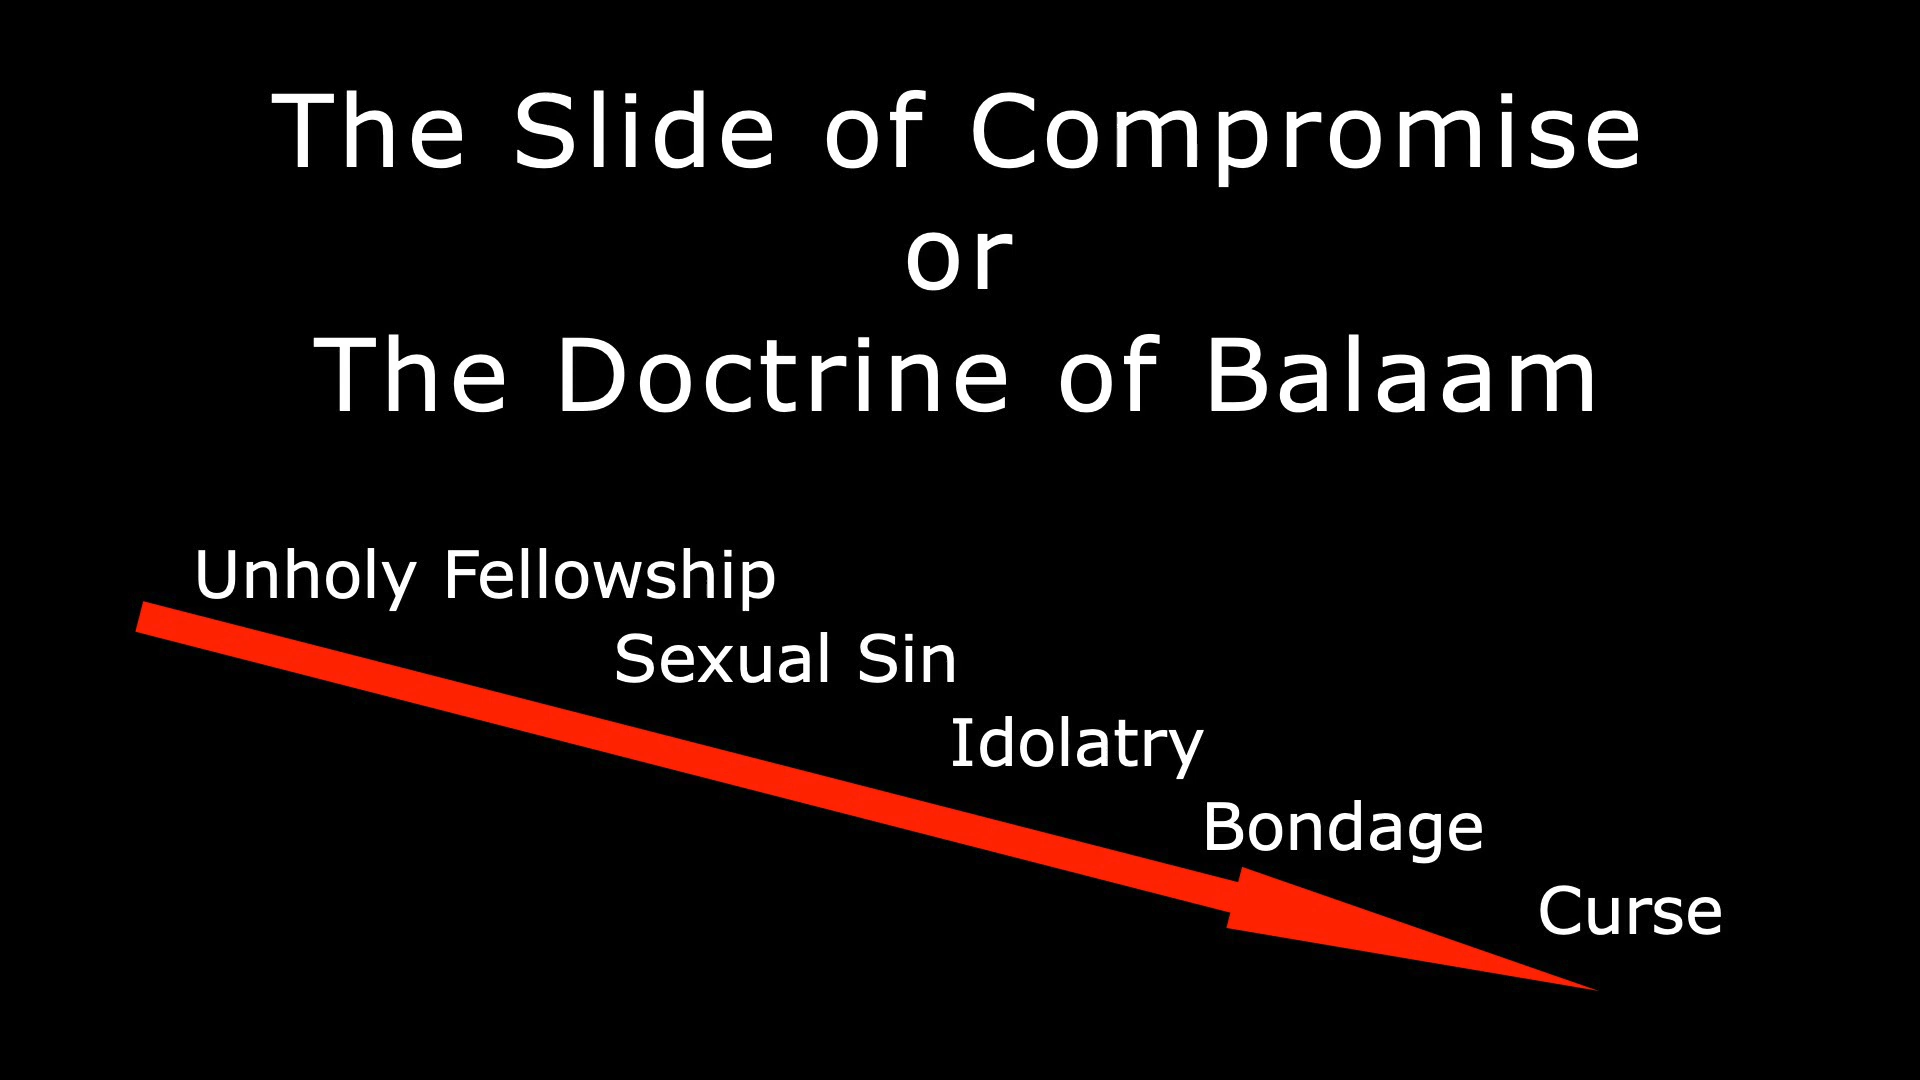 The Slide of Compromise
or
The Doctrine of Balaam
Unholy Fellowship
Sexual Sin
Idolatry
Bondage
Curse